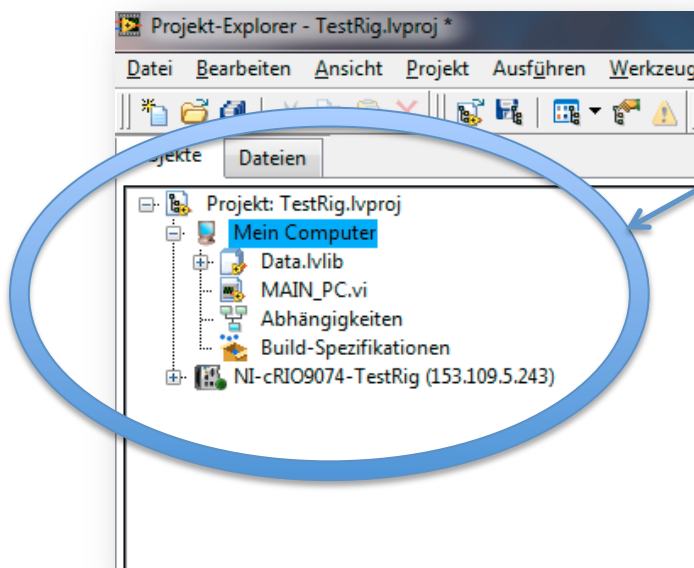 Projekt-Explorer - TestRig.lvproj *
Datei Bearbeiten Ansicht Projekt Ausführen Werkzeug
Dateien
Projekt: TestRig.lvproj
Mein Computer
Data.lvlib
MAIN_PC.vi
Abhängigkeiten
Build-Spezifikationen
NI-cRIO9074-TestRig (153.109.5.243)